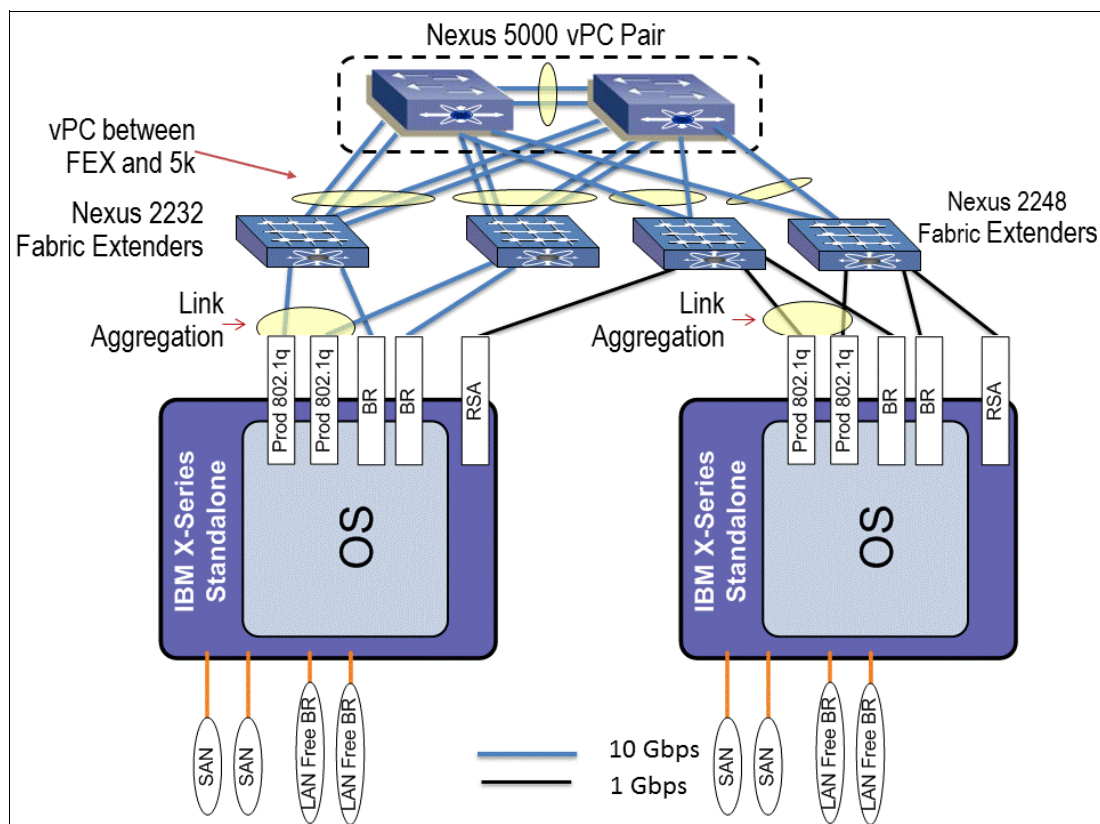 Nexus 5000 vPC Pair
vPC between
FEX and 5k
Nexus 2232
Fabric Extenders
Nexus 2248
Fabric Extenders
Link
Aggregation
Link
Aggregation
Prod 802.1q
Prod 802.1q
BR
BR
RSA
Prod 802.1q
Prod 802.1q
BR
BR
RSA
IBM X-Series
Standalone
OS
IBM X-Series
Standalone
OS
SAN
SAN
LAN Free BR
LAN Free BR
10 Gbps
1 Gbps
SAN
SAN
LAN Free BR
LAN Free BR